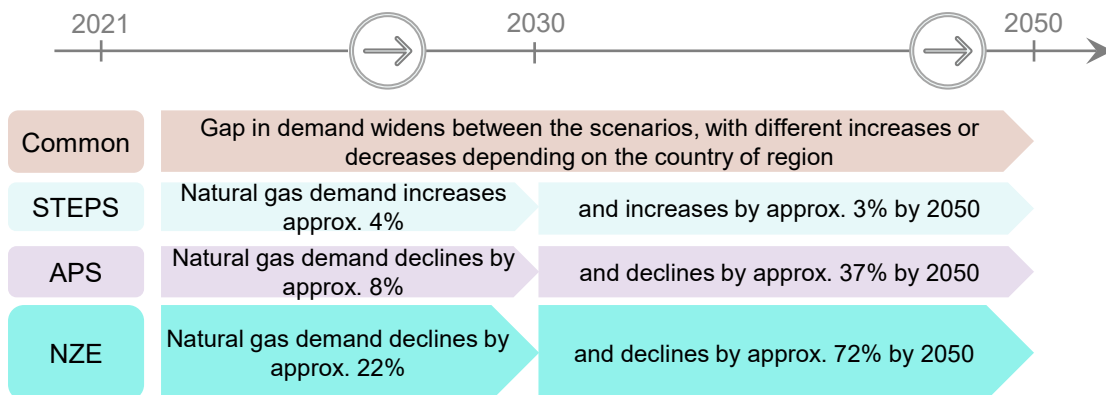 2021
2030
2050
Common
Gap in demand widens between the scenarios, with different increases or
decreases depending on the country of region
STEPS
Natural gas demand increases
approx. 4%
and increases by approx. 3% by 2050
APS
Natural gas demand declines by
approx. 8%
and declines by approx. 37% by 2050
NZE
Natural gas demand declines by
approx. 22%
and declines by approx. 72% by 2050